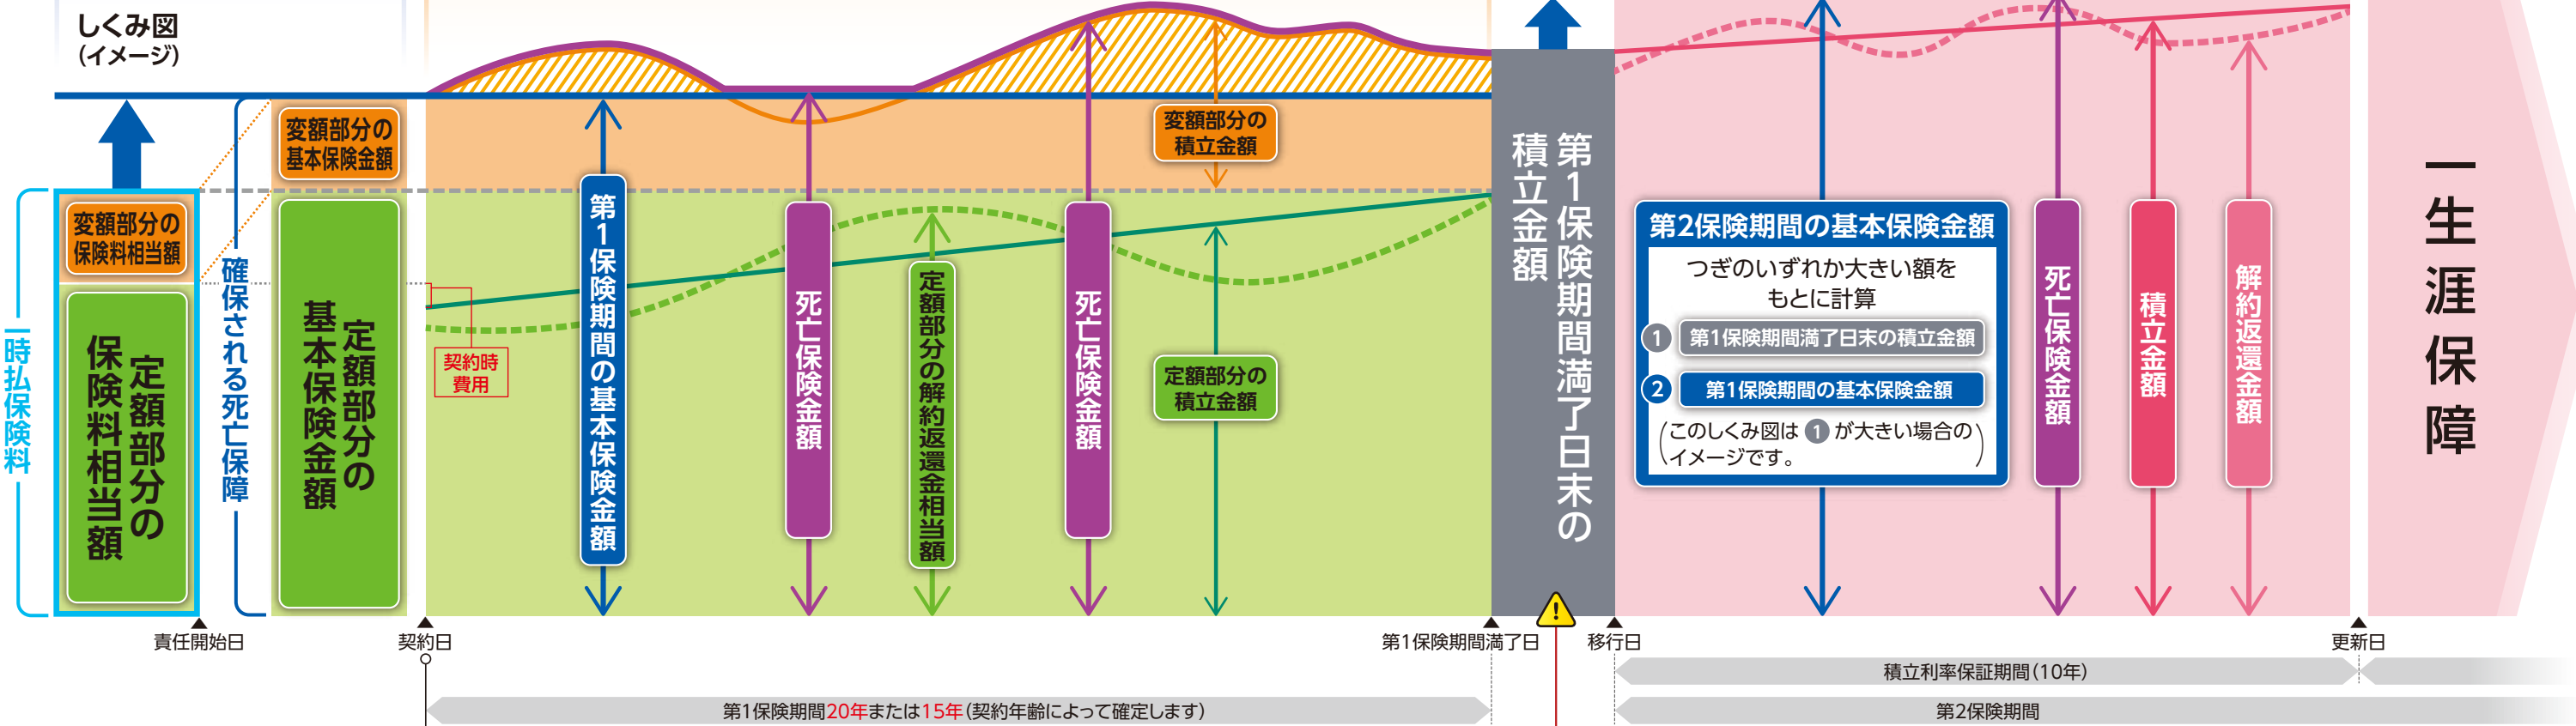 しくみ図
(イメージ)
一時払保険料
変額部分の
保険料相当額
定額部分の
保険料相当額
確保される死亡保障
変額部分の
基本保険金額
定額部分の
基本保険金額
契約時
費用
第1保険期間の基本保険金額
死亡保険金額
定額部分の解約返還金相当額
死亡保険金額
変額部分の
積立金額
定額部分の
積立金額
第1保険期間満了日末の
積立金額
第2保険期間の基本保険金額
つぎのいずれか大きい額を
もとに計算
1 第1保険期間満了日末の積立金額
2 第1保険期間の基本保険金額
(このしくみ図は 1 が大きい場合の
イメージです。)
死亡保険金額
積立金額
解約返還金額
一生涯保障
責任開始日
契約日
第1保険期間満了日
移行日
更新日
積立利率保証期間(10年)
第1保険期間20年または15年(契約年齢によって確定します)
第2保険期間